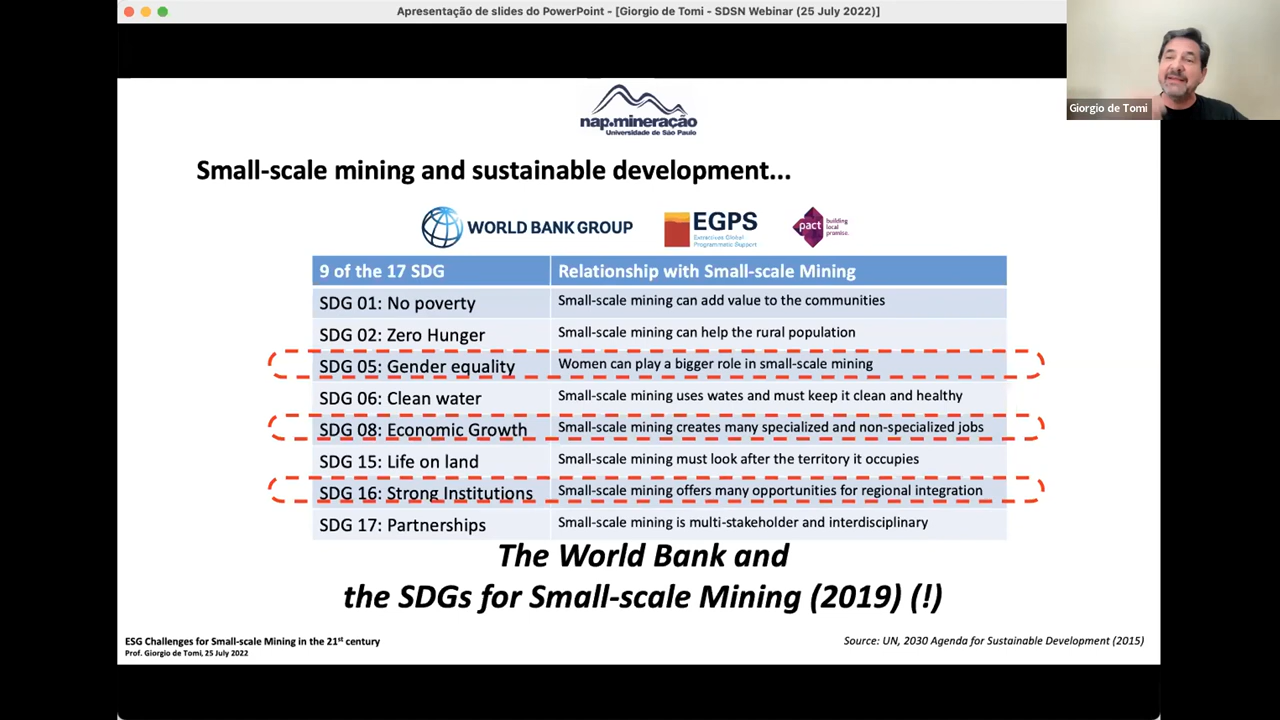 Apresentação de slides do PowerPoint - [Giorgio de Tomi - SDSN Webinar (25 July 2022)]
Giorgio de Tomi
nap.mineração
Universidade de São Paulo
Small-scale mining and sustainable development...
WORLD BANK GROUP
EGPS
Extractives Global
Programmatic Support
pact
building
local
promise.
9 of the 17 SDG Relationship with Small-scale Mining
SDG 01: No poverty Small-scale mining can add value to the communities
SDG 02: Zero Hunger Small-scale mining can help the rural population
SDG 05: Gender equality Women can play a bigger role in small-scale mining
SDG 06: Clean water Small-scale mining uses wates and must keep it clean and healthy
SDG 08: Economic Growth Small-scale mining creates many specialized and non-specialized jobs
SDG 15: Life on land Small-scale mining must look after the territory it occupies
SDG 16: Strong Institutions Small-scale mining offers many opportunities for regional integration
SDG 17: Partnerships Small-scale mining is multi-stakeholder and interdisciplinary
The World Bank and
the SDGs for Small-scale Mining (2019) (!)
ESG Challenges for Small-scale Mining in the 21st century
Prof. Giorgio de Tomi, 25 July 2022
Source: UN, 2030 Agenda for Sustainable Development (2015)